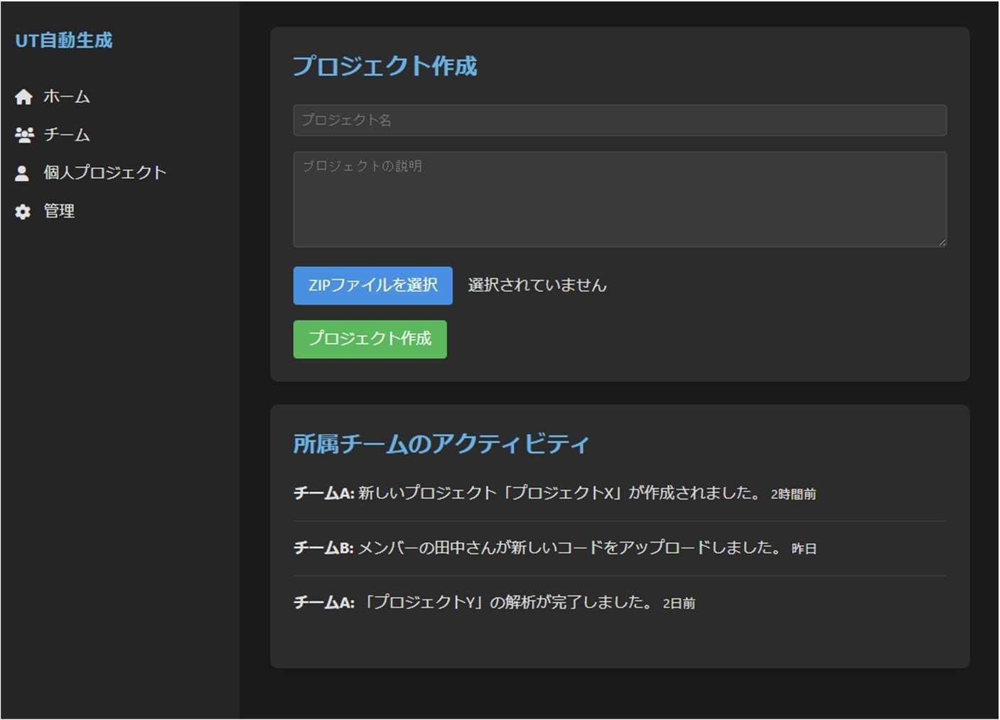 UT自動生成
ホーム
チーム
個人プロジェクト
管理
プロジェクト作成
プロジェクト名
プロジェクトの説明
ZIPファイルを選択 選択されていません
プロジェクト作成
所属チームのアクティビティ
チームA: 新しいプロジェクト「プロジェクトX」が作成されました。 2時間前
チームB: メンバーの田中さんが新しいコードをアップロードしました。 昨日
チームA: 「プロジェクトY」の解析が完了しました。 2日前